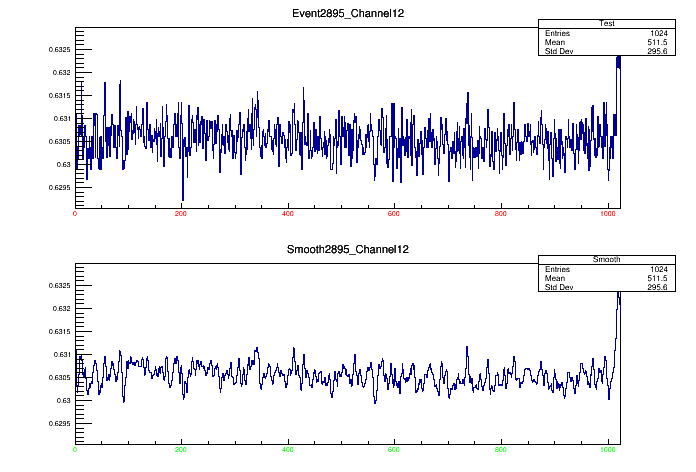 Event2895_Channel12
Test
Entries 1024
Mean 511.5
Std Dev 295.6
0.6325
0.632
0.6315
0.631
0.6305
0.63
0.6295
0 200 400 600 800 1000
Smooth2895_Channel12
Smooth
Entries 1024
Mean 511.5
Std Dev 295.6
0.6325
0.632
0.6315
0.631
0.6305
0.63
0.6295
0 200 400 600 800 1000